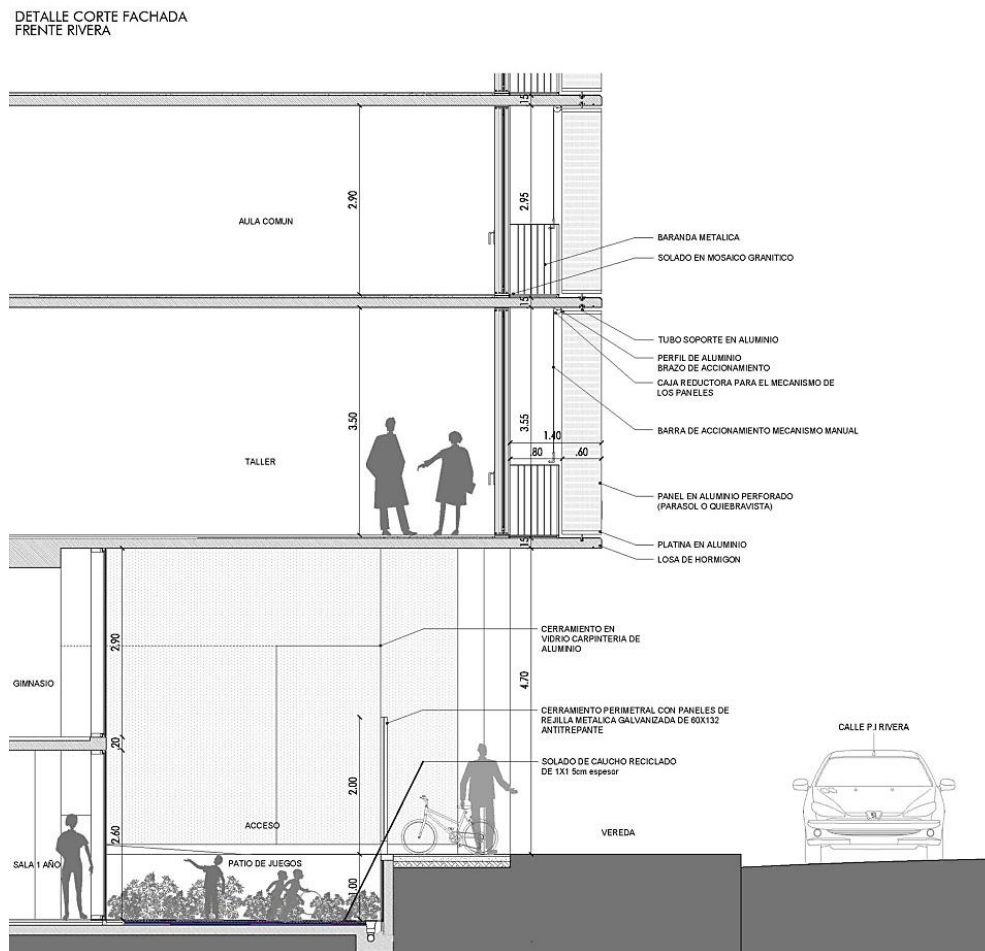 DETALLE CORTE FACHADA
FRENTE RIVERA
15
2.90
2.95
AULA COMUN
BARANDA METALICA
SOLADO EN MOSAICO GRANITICO
15
TUBO SOPORTE EN ALUMINIO
PERFIL DE ALUMINIO
BRAZO DE ACCIONAMIENTO
CAJA REDUCTORA PARA EL MECANISMO DE
LOS PANELES
3.50
3.55
BARRA DE ACCIONAMIENTO MECANISMO MANUAL
1.40
.80
.60
TALLER
PANEL EN ALUMINIO PERFORADO
(PARASOL O QUIEBRAVISTA)
15
PLATINA EN ALUMINIO
LOSA DE HORMIGON
2.90
CERRAMIENTO EN
VIDRIO CARPINTERIA DE
ALUMINIO
GIMNASIO
4.70
CERRAMIENTO PERIMETRAL CON PANELES DE
REJILLA METALICA GALVANIZADA DE 60X132
ANTITREPANTE
CALLE P.I RIVERA
.20
SOLADO DE CAUCHO RECICLADO
DE 1X1 5cm espesor
2.00
ACCESO
2.60
VEREDA
SALA 1 AÑO
PATIO DE JUEGOS
1.00